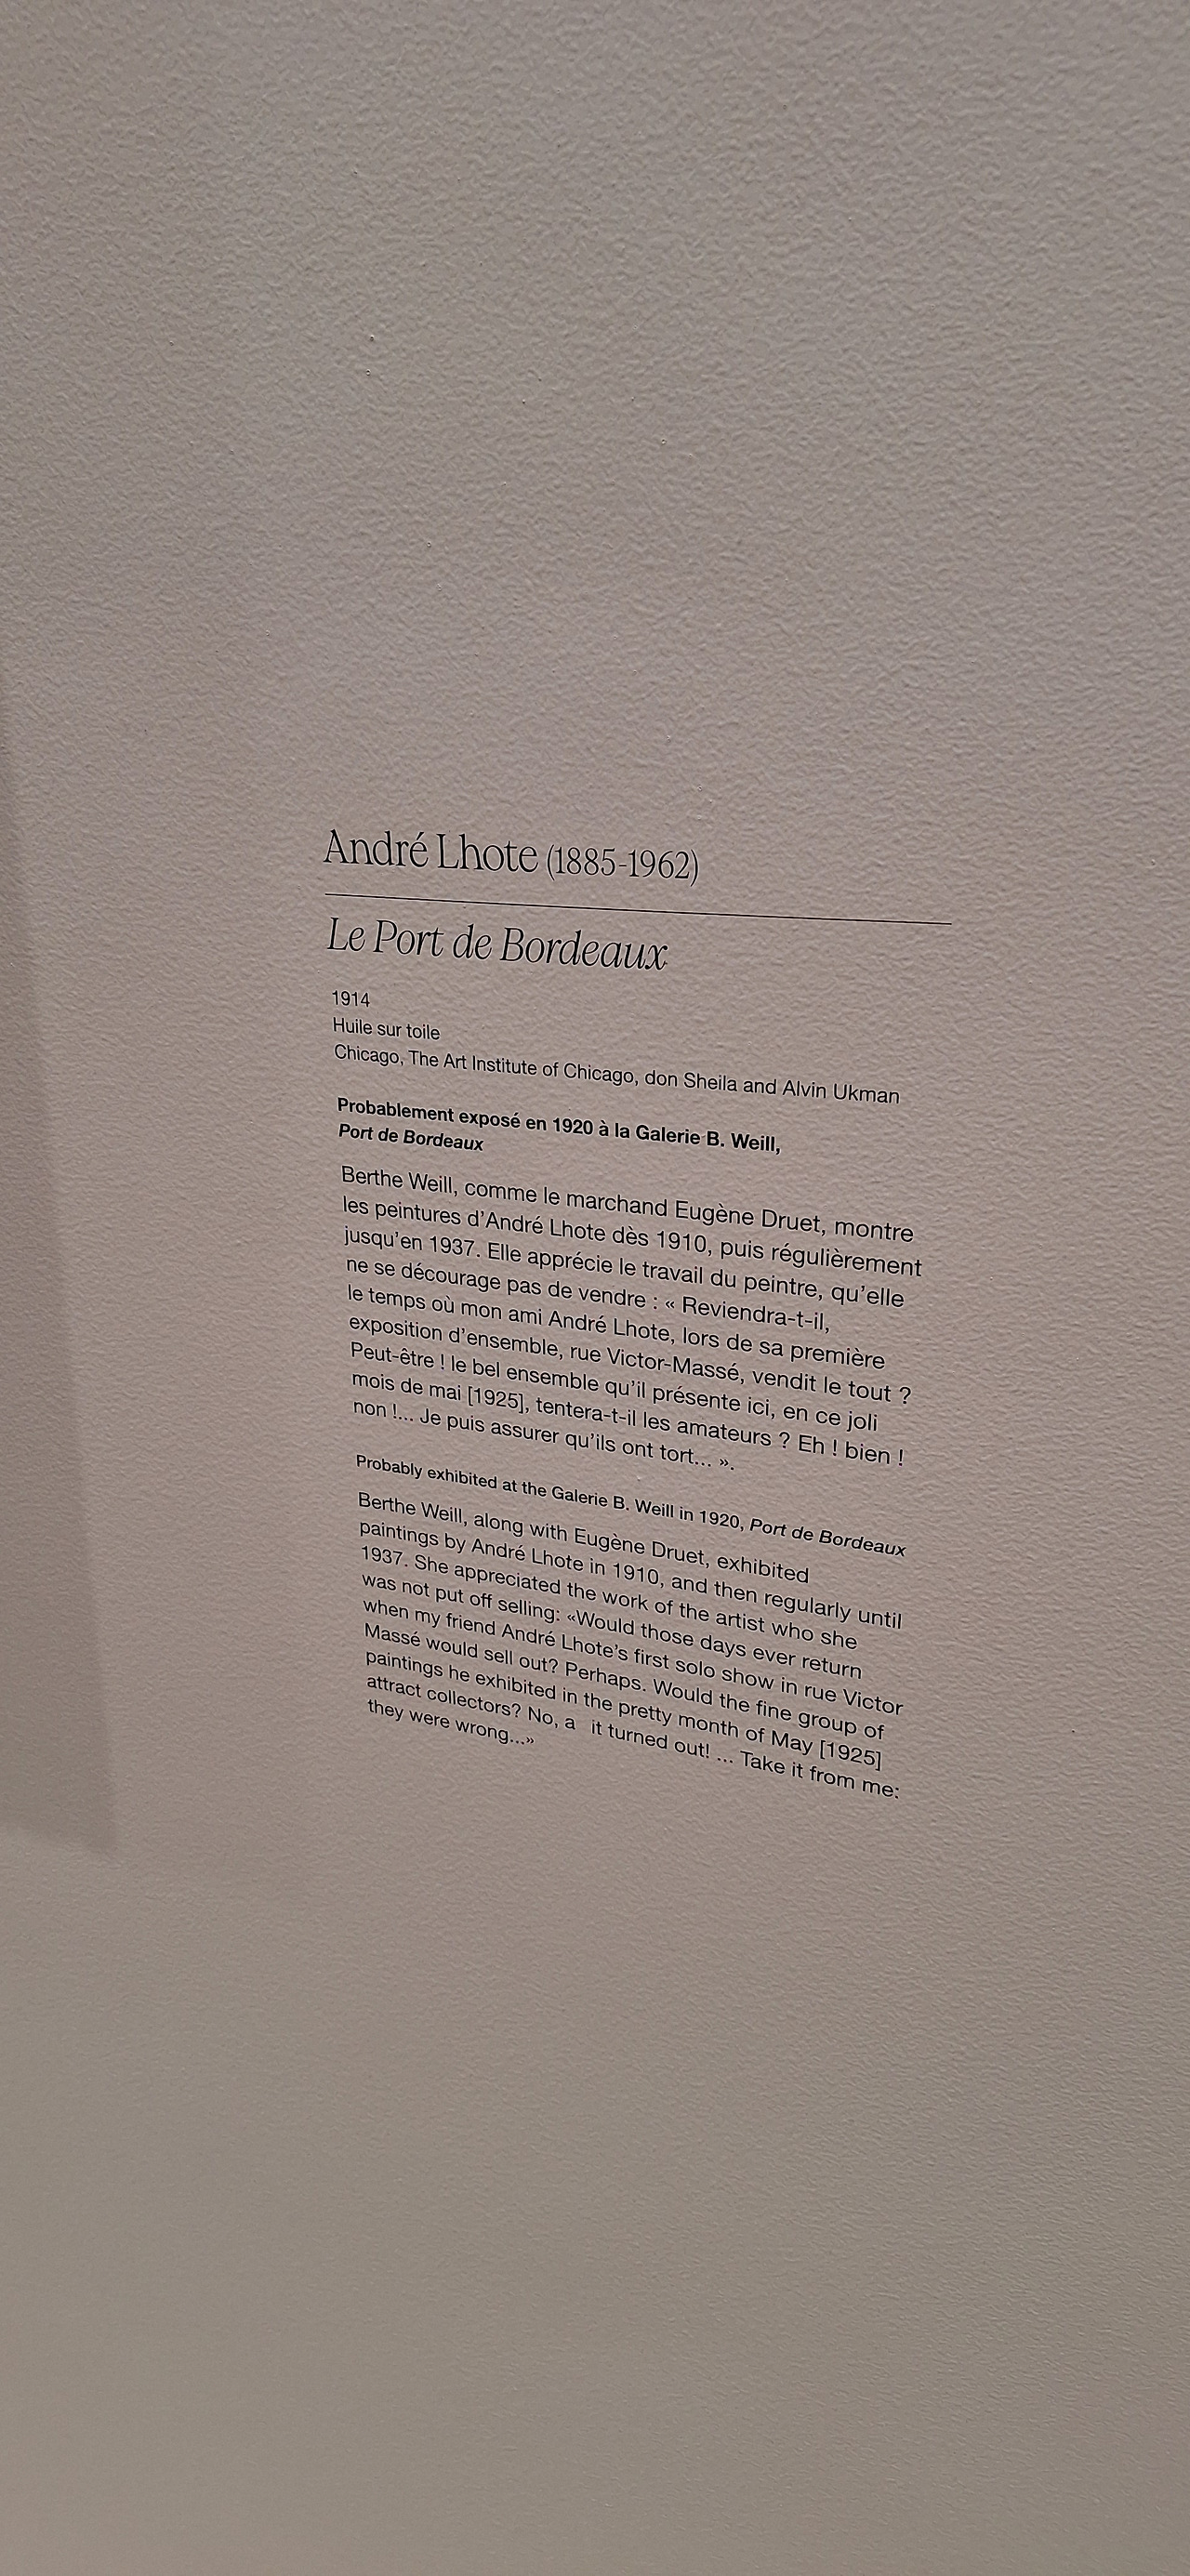 André Lhote (1885-1962)
Le Port de Bordeaux
1914
Huile sur toile
Chicago, The Art Institute of Chicago, don Sheila and Alvin Ukman
Probablement exposé en 1920 à la Galerie B. Weill,
Port de Bordeaux
Berthe Weill, comme le marchand Eugène Druet, montre
les peintures d’André Lhote dès 1910, puis régulièrement
jusqu’en 1937. Elle apprécie le travail du peintre, qu’elle
ne se décourage pas de vendre : « Reviendra-t-il,
le temps où mon ami André Lhote, lors de sa première
exposition d’ensemble, rue Victor-Massé, vendit le tout ?
Peut-être ! le bel ensemble qu’il présente ici, en ce joli
mois de mai [1925], tentera-t-il les amateurs ? Eh ! bien !
non !... Je puis assurer qu’ils ont tort... ».
Probably exhibited at the Galerie B. Weill in 1920, Port de Bordeaux
Berthe Weill, along with Eugène Druet, exhibited
paintings by André Lhote in 1910, and then regularly until
1937. She appreciated the work of the artist who she
was not put off selling: «Would those days ever return
when my friend André Lhote’s first solo show in rue Victor
Massé would sell out? Perhaps. Would the fine group of
paintings he exhibited in the pretty month of May [1925]
attract collectors? No, a it turned out! ... Take it from me:
they were wrong...»